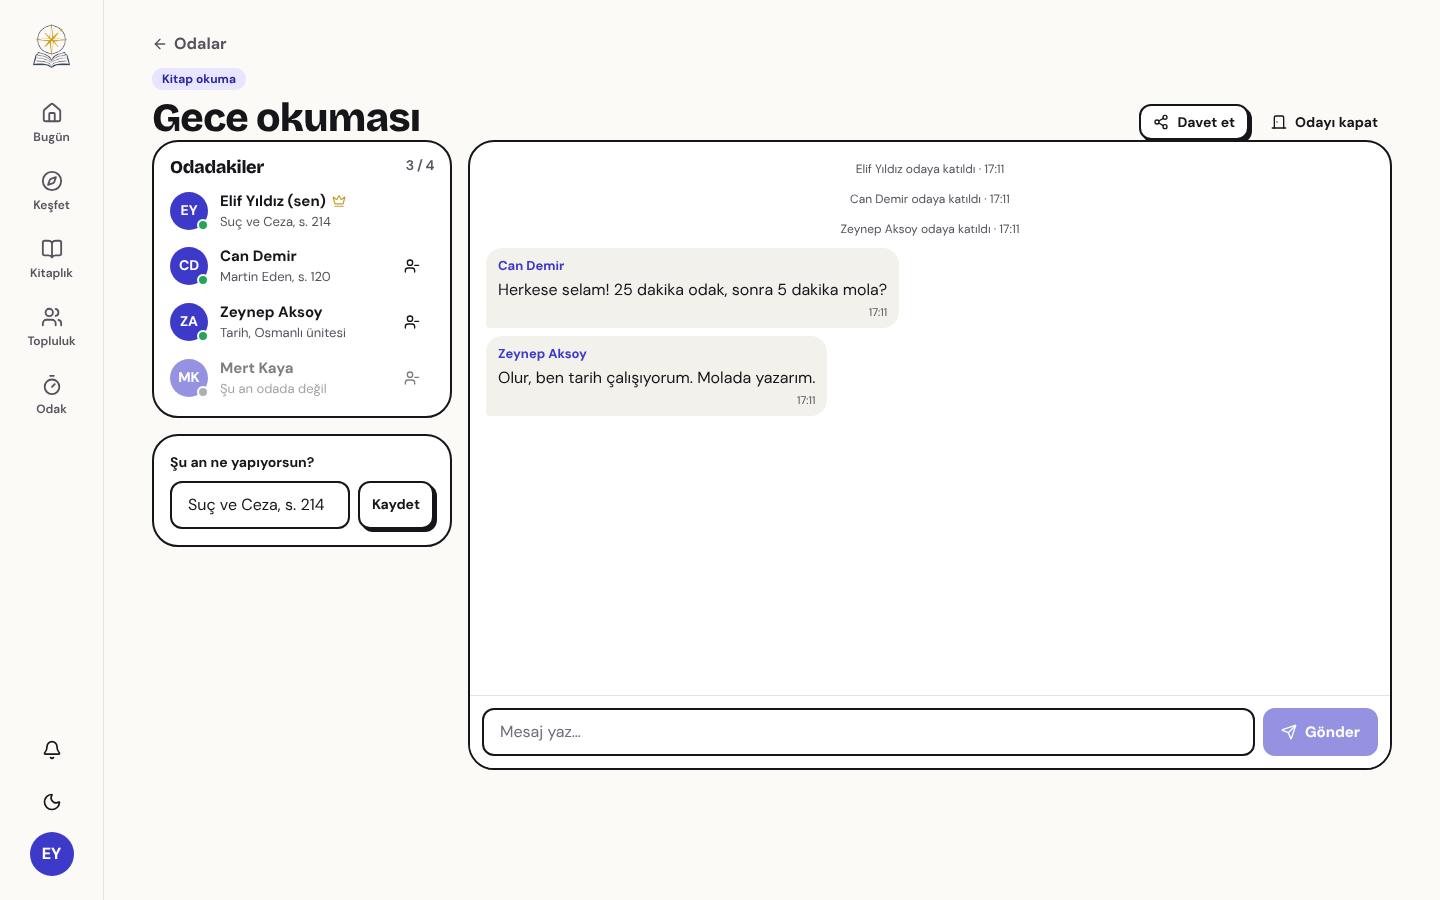 Bugün
Keşfet
Kitaplık
Topluluk
Odak
EY
Odalar
Kitap okuma
Gece okuması
Davet et
Odayı kapat
Odadakiler
3 / 4
EY
Elif Yıldız (sen)
Suç ve Ceza, s. 214
CD
Can Demir
Martin Eden, s. 120
ZA
Zeynep Aksoy
Tarih, Osmanlı ünitesi
MK
Mert Kaya
Şu an odada değil
Şu an ne yapıyorsun?
Suç ve Ceza, s. 214
Kaydet
Elif Yıldız odaya katıldı · 17:11
Can Demir odaya katıldı · 17:11
Zeynep Aksoy odaya katıldı · 17:11
Can Demir
Herkese selam! 25 dakika odak, sonra 5 dakika mola?
17:11
Zeynep Aksoy
Olur, ben tarih çalışıyorum. Molada yazarım.
17:11
Mesaj yaz...
Gönder